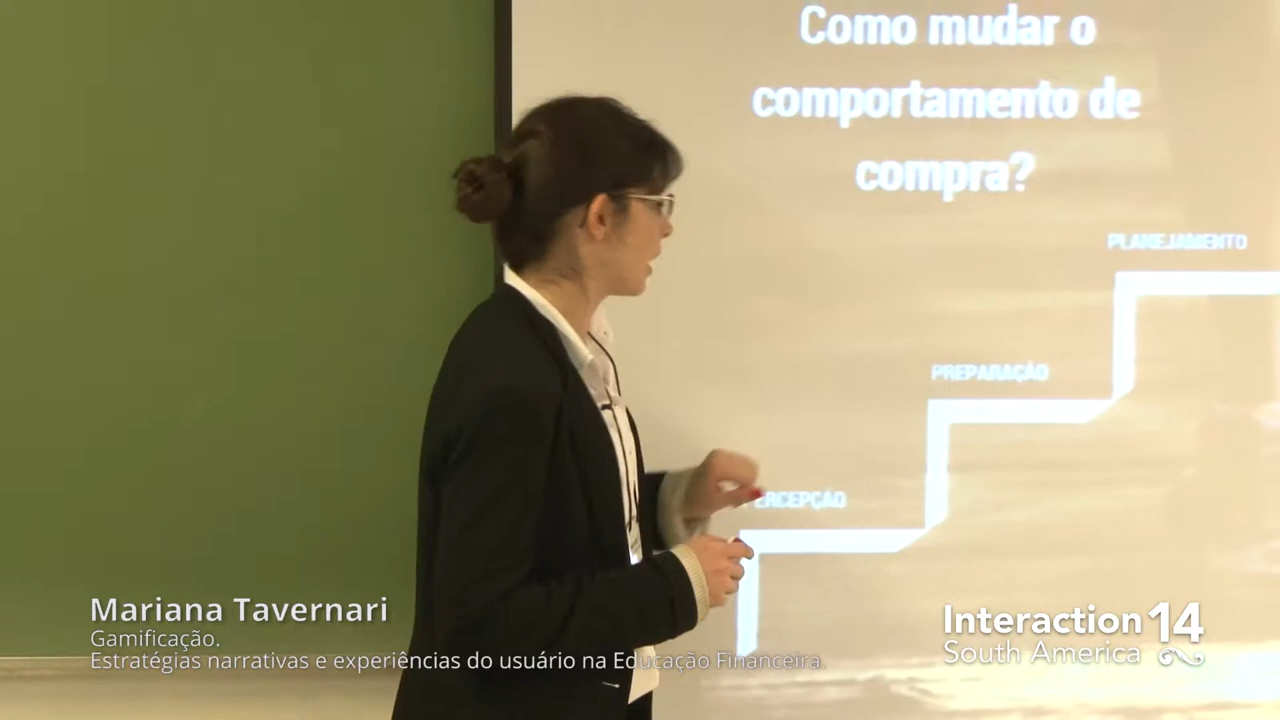 Como mudar o
comportamento de
compra?
PLANEJAMENTO
PREPARAÇÃO
PERCEPÇÃO
Mariana Tavernari
Gamificação.
Estratégias narrativas e experiências do usuário na Educação Financeira.
Interaction 14
South America